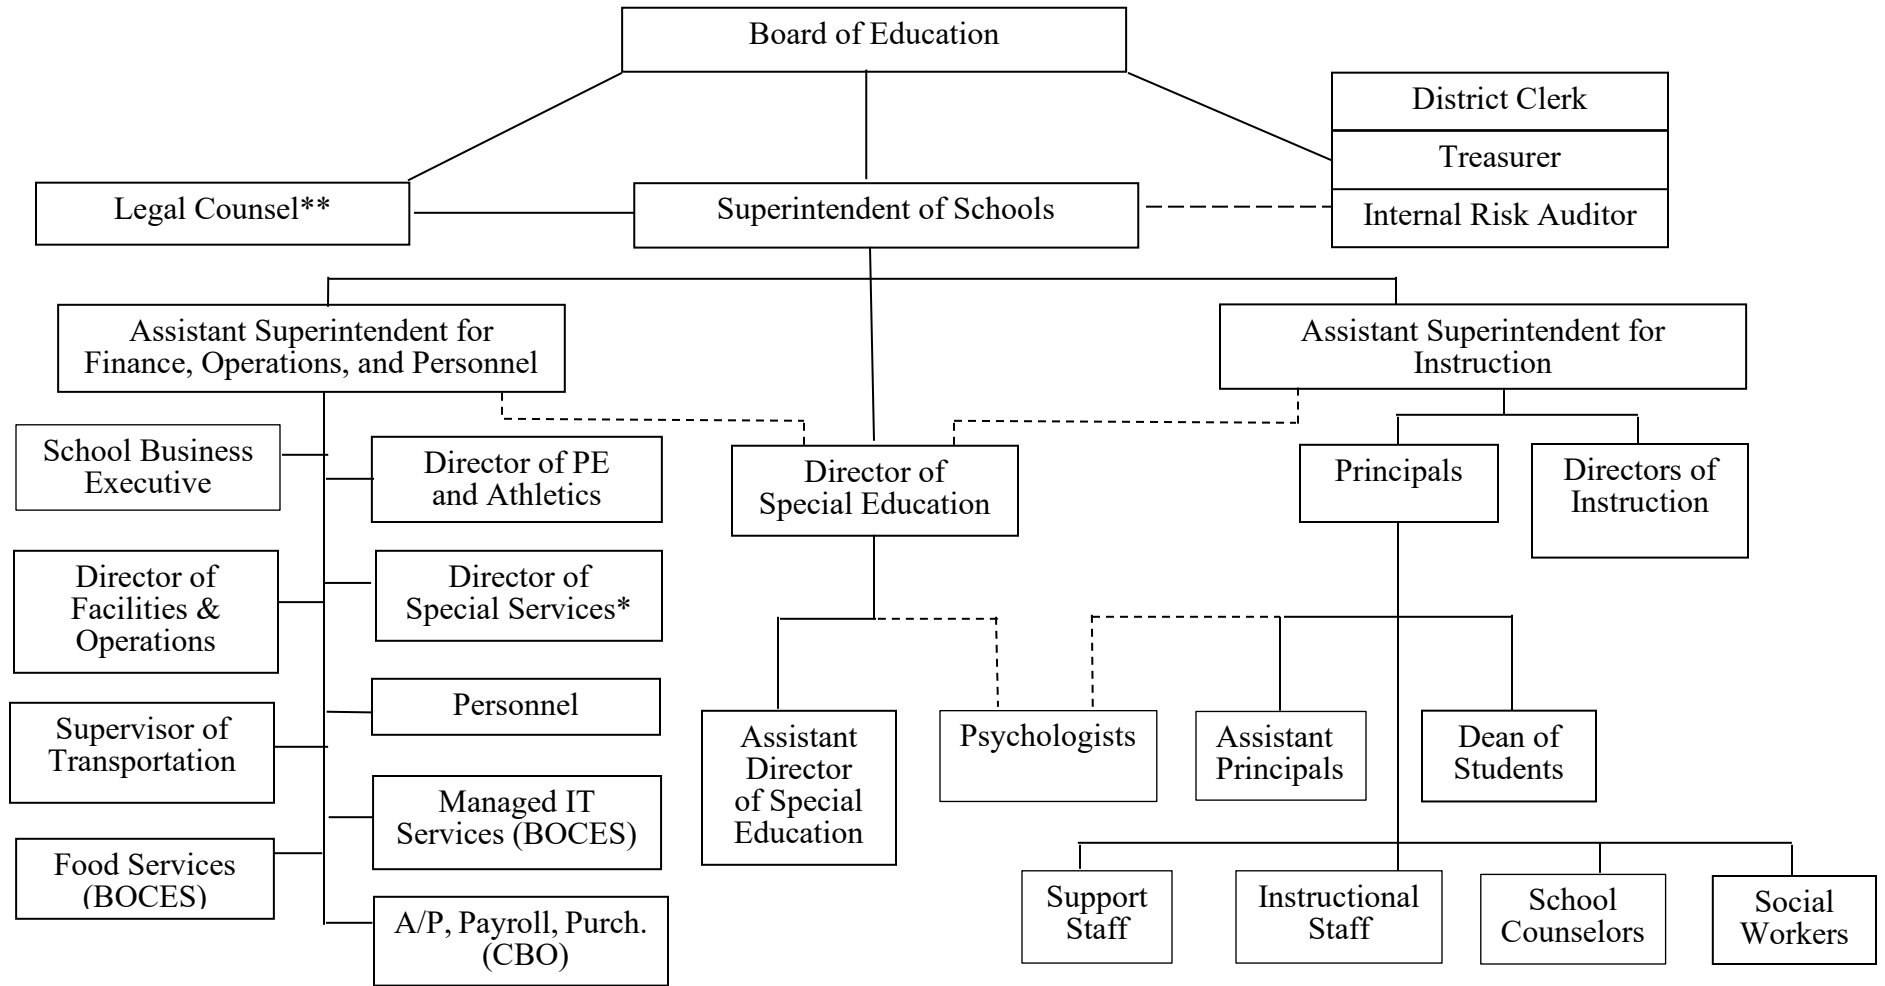 Board of Education
District Clerk
Treasurer
Internal Risk Auditor
Legal Counsel**
Superintendent of Schools
Assistant Superintendent for
Finance, Operations, and Personnel
Assistant Superintendent for
Instruction
School Business
Executive
Director of PE
and Athletics
Director of
Special Education
Principals
Directors of
Instruction
Director of
Facilities &
Operations
Director of
Special Services*
Personnel
Supervisor of
Transportation
Managed IT
Services (BOCES)
Food Services
(BOCES)
A/P, Payroll, Purch.
(CBO)
Assistant
Director
of Special
Education
Psychologists
Assistant
Principals
Dean of
Students
Support
Staff
Instructional
Staff
School
Counselors
Social
Workers